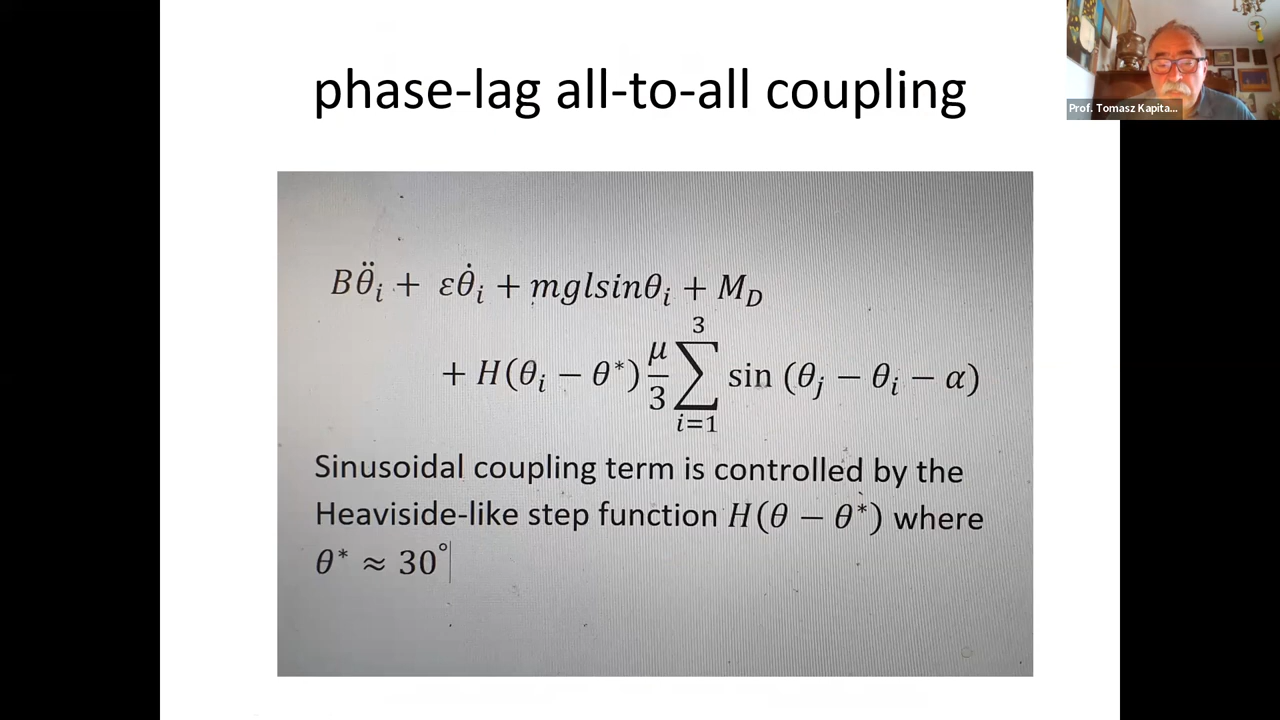 phase-lag all-to-all coupling
Prof. Tomasz Kapita...
Bθ̈ᵢ + εθ̇ᵢ + mglsinθᵢ + M_D
+ H(θᵢ − θ*) μ/3 ∑_{i=1}^{3} sin (θⱼ − θᵢ − α)
Sinusoidal coupling term is controlled by the
Heaviside-like step function H(θ − θ*) where
θ* ≈ 30°